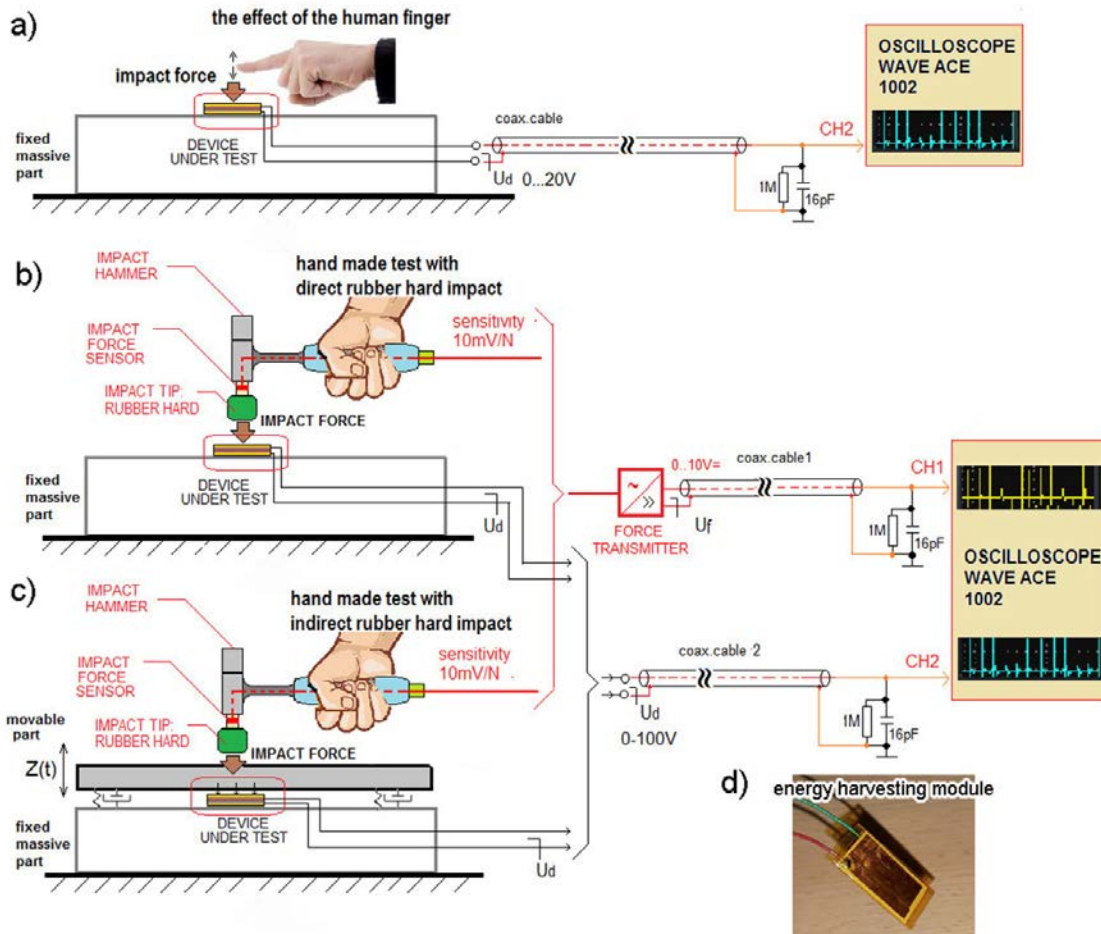 a)
the effect of the human finger
impact force
OSCILLOSCOPE
WAVE ACE
1002
fixed
massive
part
DEVICE
UNDER TEST
coax.cable
CH2
Ud
0...20V
1M
16pF
b)
IMPACT
HAMMER
hand made test with
direct rubber hard impact
IMPACT
FORCE
SENSOR
sensitivity
10mV/N
IMPACT TIP:
RUBBER HARD
IMPACT FORCE
fixed
massive
part
DEVICE
UNDER TEST
Ud
0..10V=
coax.cable1
CH1
~
>>
Uf
FORCE
TRANSMITTER
1M
16pF
OSCILLOSCOPE
WAVE ACE
1002
c)
IMPACT
HAMMER
hand made test with
indirect rubber hard impact
IMPACT
FORCE
SENSOR
sensitivity
10mV/N
movable
part
IMPACT TIP:
RUBBER HARD
IMPACT FORCE
Z(t)
fixed
massive
part
DEVICE
UNDER TEST
Ud
coax.cable 2
CH2
Ud
0-100V
1M
16pF
d)
energy harvesting module